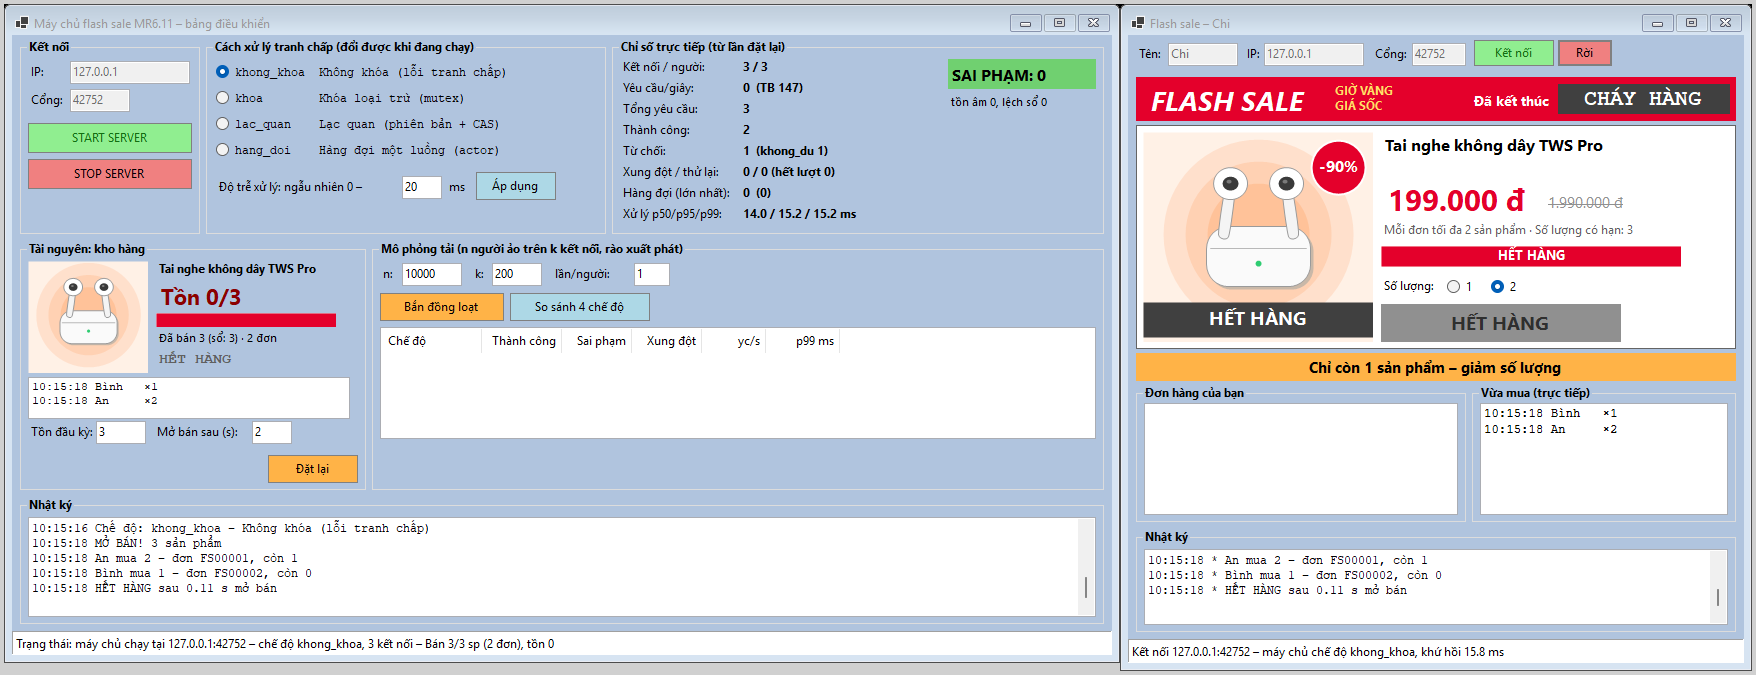 Máy chủ flash sale MR6.11 – bảng điều khiển
Kết nối
IP: 127.0.0.1
Cổng: 42752
START SERVER
STOP SERVER
Cách xử lý tranh chấp (đổi được khi đang chạy)
khong_khoa Không khóa (lỗi tranh chấp)
khoa Khóa loại trừ (mutex)
lac_quan Lạc quan (phiên bản + CAS)
hang_doi Hàng đợi một luồng (actor)
Độ trễ xử lý: ngẫu nhiên 0 – 20 ms Áp dụng
Chỉ số trực tiếp (từ lần đặt lại)
Kết nối / người: 3 / 3
Yêu cầu/giây: 0 (TB 147)
Tổng yêu cầu: 3
Thành công: 2
Từ chối: 1 (khong_du 1)
Xung đột / thử lại: 0 / 0 (hết lượt 0)
Hàng đợi (lớn nhất): 0 (0)
Xử lý p50/p95/p99: 14.0 / 15.2 / 15.2 ms
SAI PHẠM: 0
tồn âm 0, lệch sổ 0
Tài nguyên: kho hàng
Tai nghe không dây TWS Pro
Tồn 0/3
Đã bán 3 (sổ: 3) · 2 đơn
HẾT HÀNG
10:15:18 Bình ×1
10:15:18 An ×2
Tồn đầu kỳ: 3 Mở bán sau (s): 2
Đặt lại
Mô phỏng tải (n người ảo trên k kết nối, rào xuất phát)
n: 10000 k: 200 lần/người: 1
Bắn đồng loạt So sánh 4 chế độ
Chế độ Thành công Sai phạm Xung đột yc/s p99 ms
Nhật ký
10:15:16 Chế độ: khong_khoa – Không khóa (lỗi tranh chấp)
10:15:18 MỞ BÁN! 3 sản phẩm
10:15:18 An mua 2 – đơn FS00001, còn 1
10:15:18 Bình mua 1 – đơn FS00002, còn 0
10:15:18 HẾT HÀNG sau 0.11 s mở bán
Trạng thái: máy chủ chạy tại 127.0.0.1:42752 – chế độ khong_khoa, 3 kết nối – Bán 3/3 sp (2 đơn), tồn 0
Flash sale – Chi
Tên: Chi IP: 127.0.0.1 Cổng: 42752 Kết nối Rời
FLASH SALE
GIỜ VÀNG
GIÁ SỐC
Đã kết thúc CHÁY HÀNG
-90%
HẾT HÀNG
Tai nghe không dây TWS Pro
199.000 đ 1.990.000 đ
Mỗi đơn tối đa 2 sản phẩm · Số lượng có hạn: 3
HẾT HÀNG
Số lượng: 1 2
HẾT HÀNG
Chỉ còn 1 sản phẩm – giảm số lượng
Đơn hàng của bạn
Vừa mua (trực tiếp)
10:15:18 Bình ×1
10:15:18 An ×2
Nhật ký
10:15:18 * An mua 2 – đơn FS00001, còn 1
10:15:18 * Bình mua 1 – đơn FS00002, còn 0
10:15:18 * HẾT HÀNG sau 0.11 s mở bán
Kết nối 127.0.0.1:42752 – máy chủ chế độ khong_khoa, khứ hồi 15.8 ms